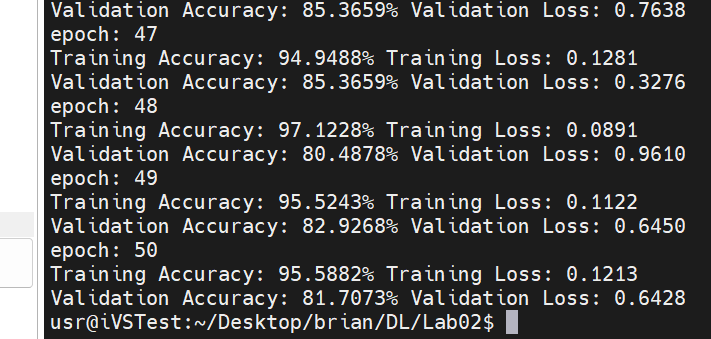 Validation Accuracy: 85.3659% Validation Loss: 0.7638
epoch: 47
Training Accuracy: 94.9488% Training Loss: 0.1281
Validation Accuracy: 85.3659% Validation Loss: 0.3276
epoch: 48
Training Accuracy: 97.1228% Training Loss: 0.0891
Validation Accuracy: 80.4878% Validation Loss: 0.9610
epoch: 49
Training Accuracy: 95.5243% Training Loss: 0.1122
Validation Accuracy: 82.9268% Validation Loss: 0.6450
epoch: 50
Training Accuracy: 95.5882% Training Loss: 0.1213
Validation Accuracy: 81.7073% Validation Loss: 0.6428
usr@iVSTest:~/Desktop/brian/DL/Lab02$